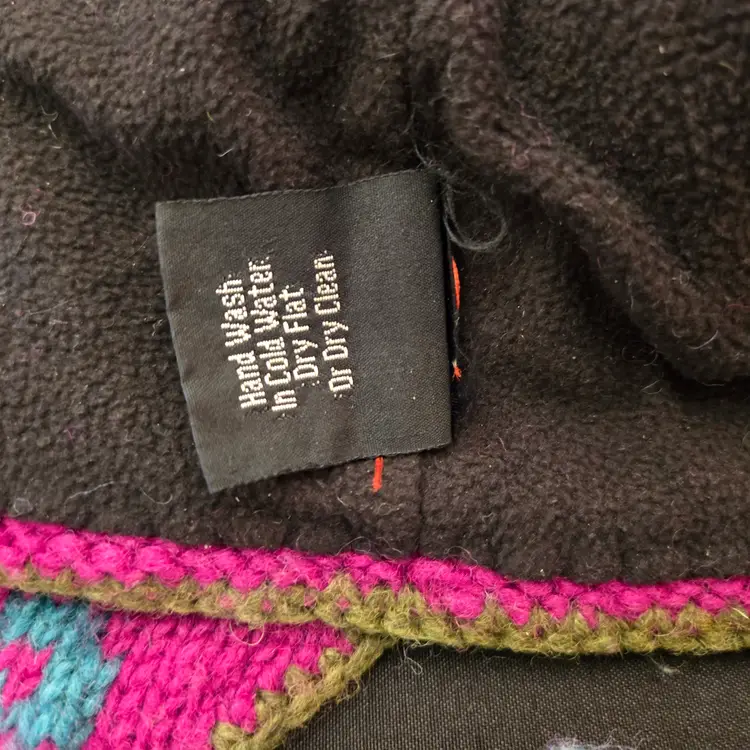 Hand Wash
In Cold Water
Dry Flat
Or Dry Clean